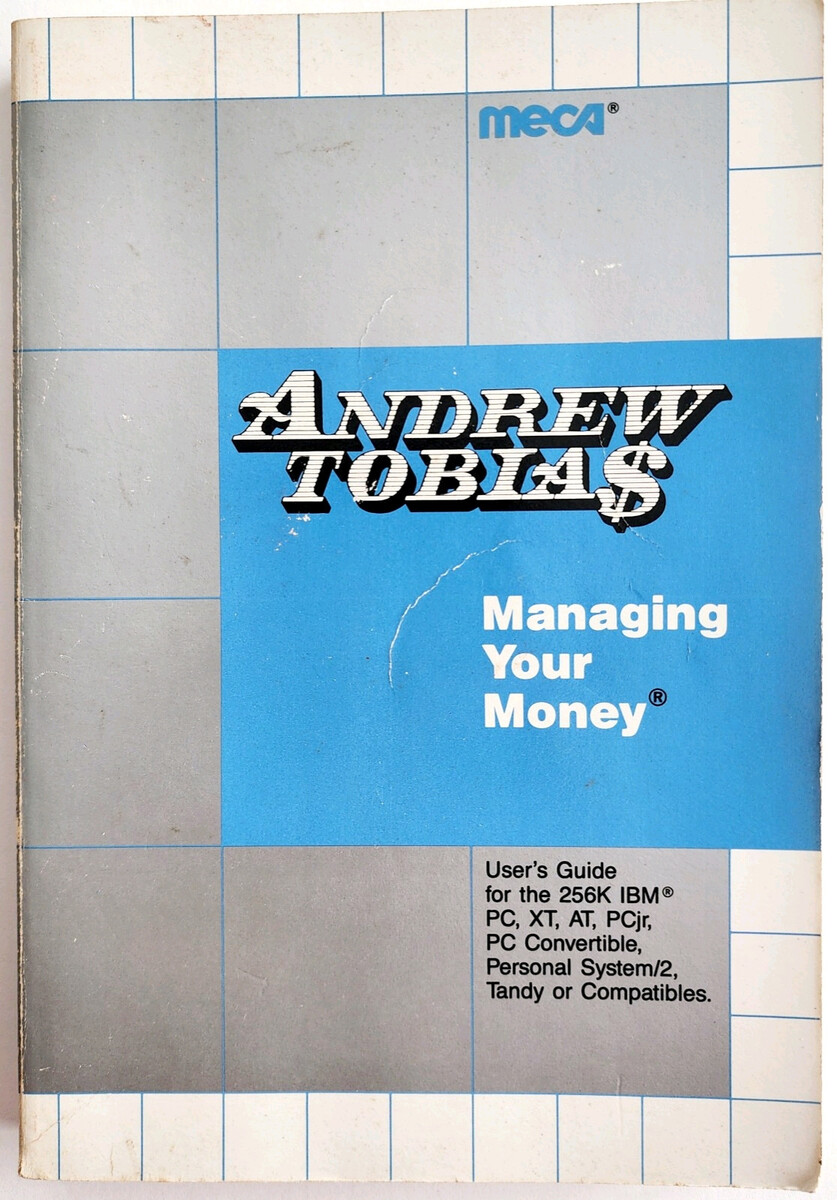 meca®
ANDREW
TOBIA$
Managing
Your
Money®
User's Guide
for the 256K IBM®
PC, XT, AT, PCjr,
PC Convertible,
Personal System/2,
Tandy or Compatibles.